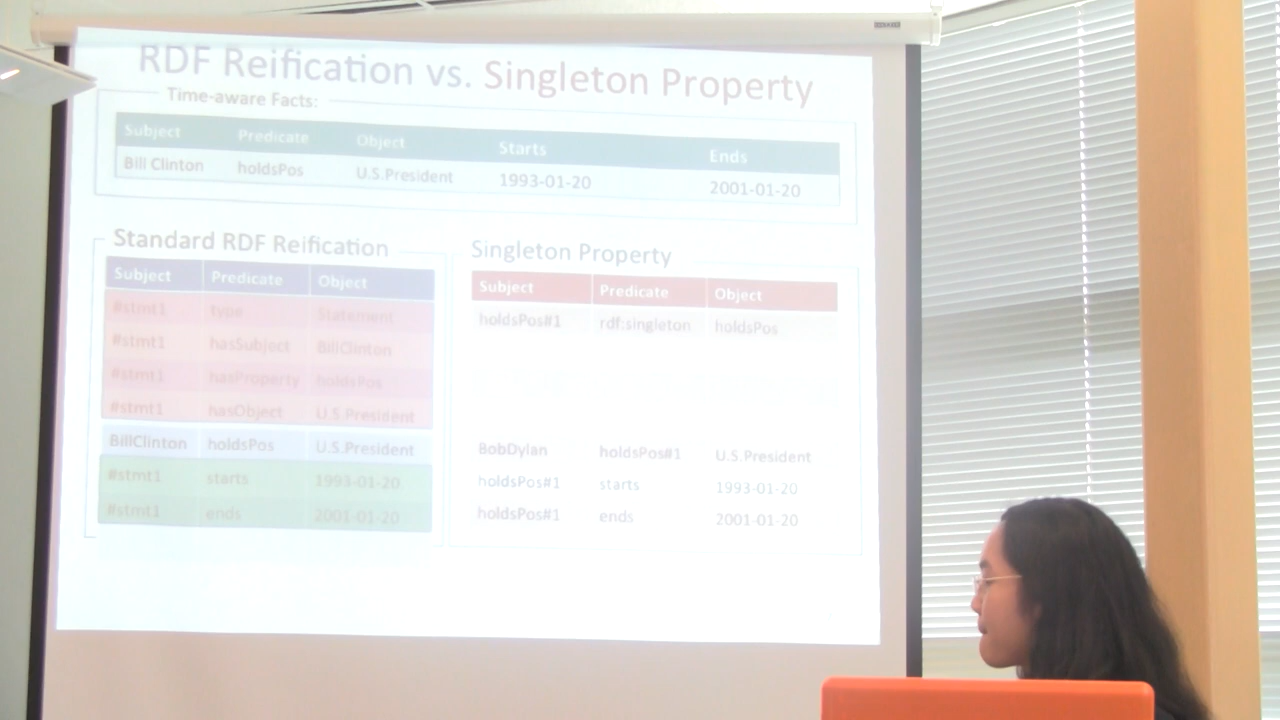 RDF Reification vs. Singleton Property
Time-aware Facts:
Subject Predicate Object Starts Ends
Bill Clinton holdsPos U.S.President 1993-01-20 2001-01-20
Standard RDF Reification
Subject Predicate Object
#stmt1 type Statement
#stmt1 hasSubject BillClinton
#stmt1 hasProperty holdsPos
#stmt1 hasObject U.S.President
BillClinton holdsPos U.S.President
#stmt1 starts 1993-01-20
#stmt1 ends 2001-01-20
Singleton Property
Subject Predicate Object
holdsPos#1 rdf:singleton holdsPos
BobDylan holdsPos#1 U.S.President
holdsPos#1 starts 1993-01-20
holdsPos#1 ends 2001-01-20